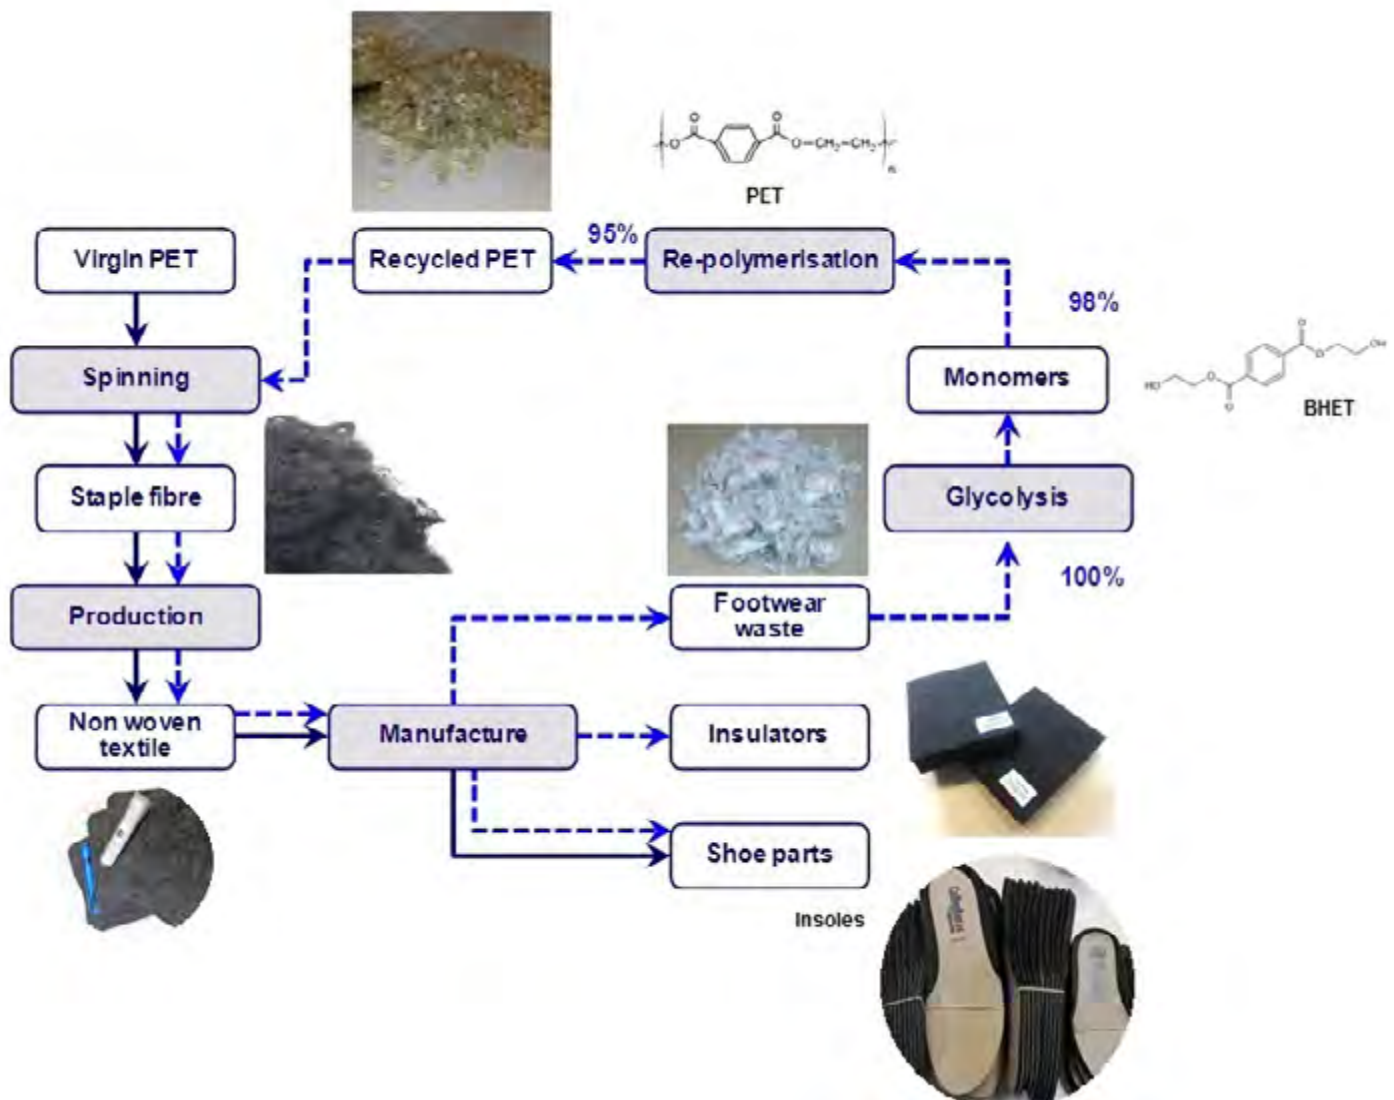 PET
Virgin PET
Recycled PET
95%
Re-polymerisation
98%
Spinning
Monomers
BHET
Staple fibre
Glycolysis
100%
Production
Footwear
waste
Non woven
textile
Manufacture
Insulators
Shoe parts
Insoles